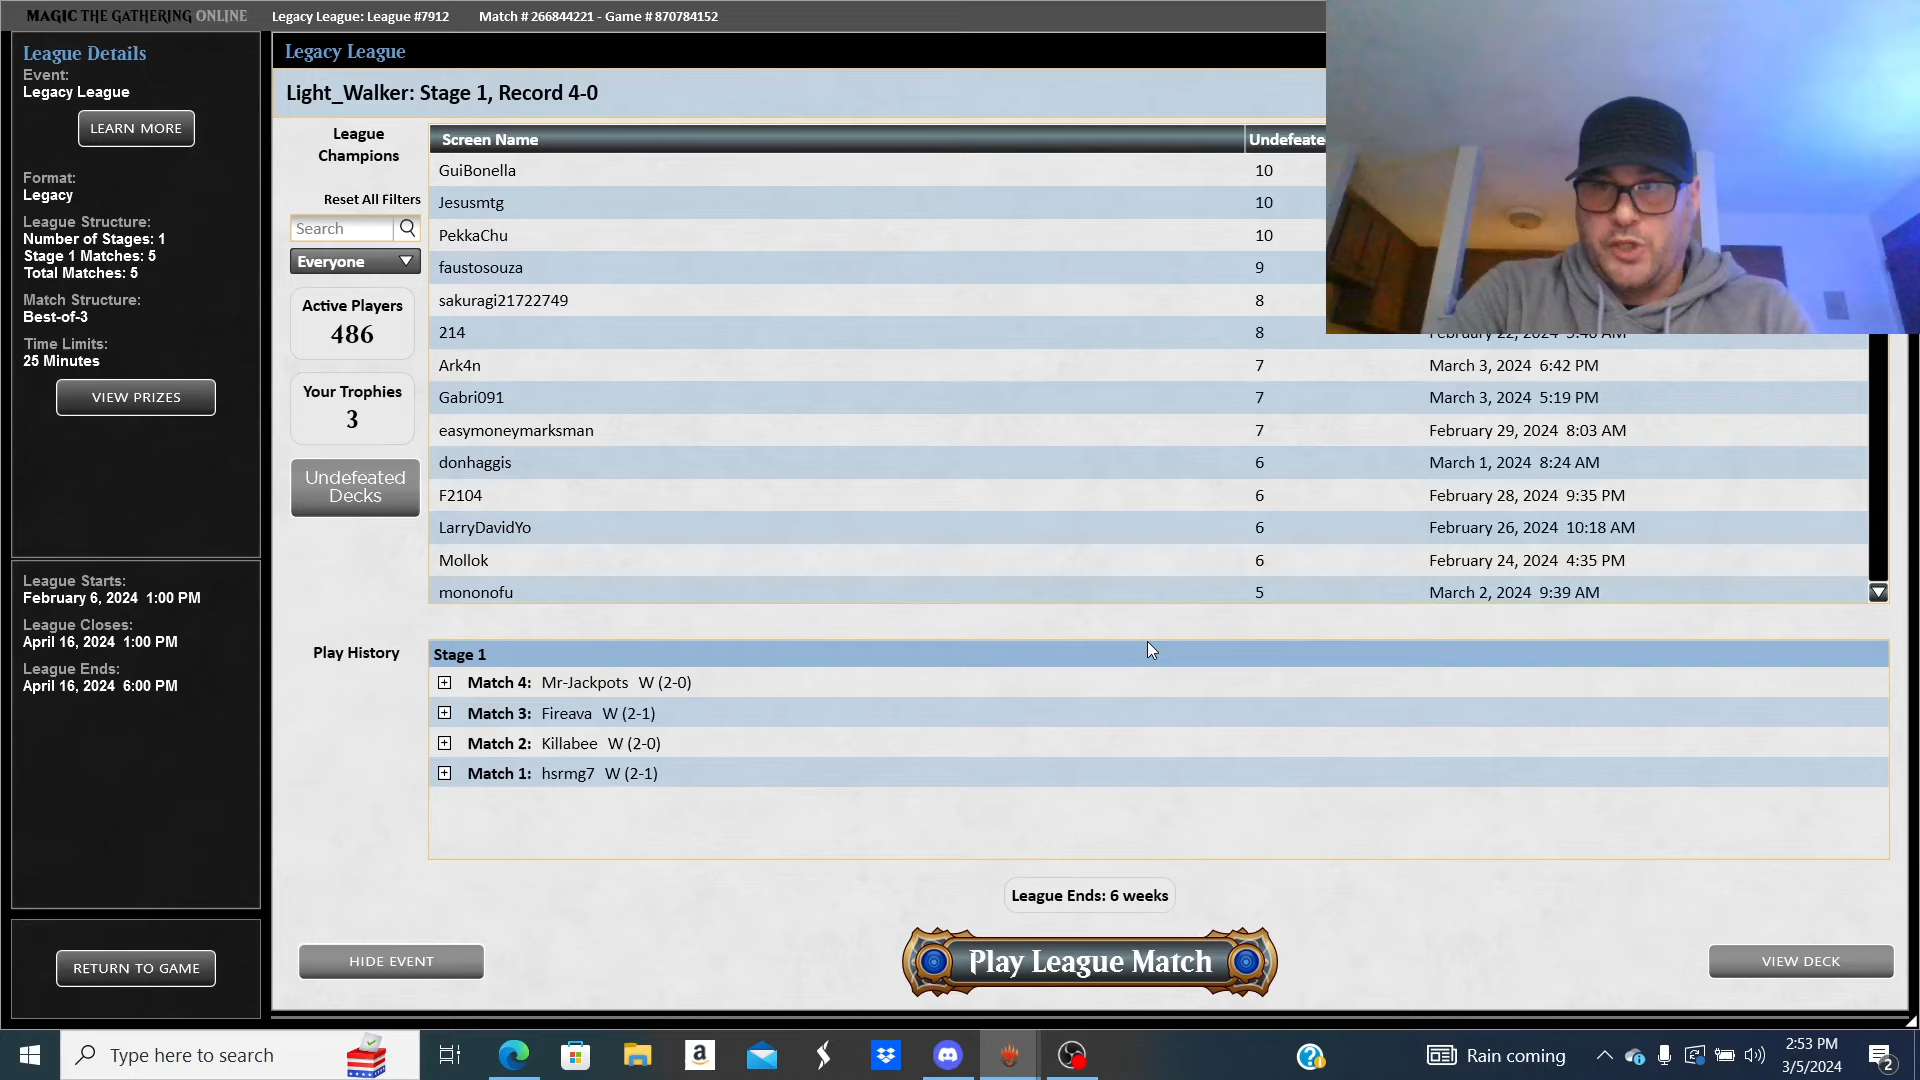 MAGIC THE GATHERING ONLINE
Legacy League: League #7912
Match # 266844221 - Game # 870784152
League Details
Event:
Legacy League
LEARN MORE
Format:
Legacy
League Structure:
Number of Stages: 1
Stage 1 Matches: 5
Total Matches: 5
Match Structure:
Best-of-3
Time Limits:
25 Minutes
VIEW PRIZES
League Starts:
February 6, 2024 1:00 PM
League Closes:
April 16, 2024 1:00 PM
League Ends:
April 16, 2024 6:00 PM
RETURN TO GAME
Legacy League
Light_Walker: Stage 1, Record 4-0
League
Champions
Reset All Filters
Search
Everyone
Active Players
486
Your Trophies
3
Undefeated
Decks
Screen Name
GuiBonella 10
Jesusmtg 10
PekkaChu 10
faustosouza 9
sakuragi21722749 8
214 8
Ark4n 7 March 3, 2024 6:42 PM
Gabri091 7 March 3, 2024 5:19 PM
easymoneymarksman 7 February 29, 2024 8:03 AM
donhaggis 6 March 1, 2024 8:24 AM
F2104 6 February 28, 2024 9:35 PM
LarryDavidYo 6 February 26, 2024 10:18 AM
Mollok 6 February 24, 2024 4:35 PM
mononofu 5 March 2, 2024 9:39 AM
Play History
Stage 1
Match 4: Mr-Jackpots W (2-0)
Match 3: Fireava W (2-1)
Match 2: Killabee W (2-0)
Match 1: hsrmg7 W (2-1)
League Ends: 6 weeks
HIDE EVENT
Play League Match
VIEW DECK
Type here to search
a
Rain coming
2:53 PM
3/5/2024
2